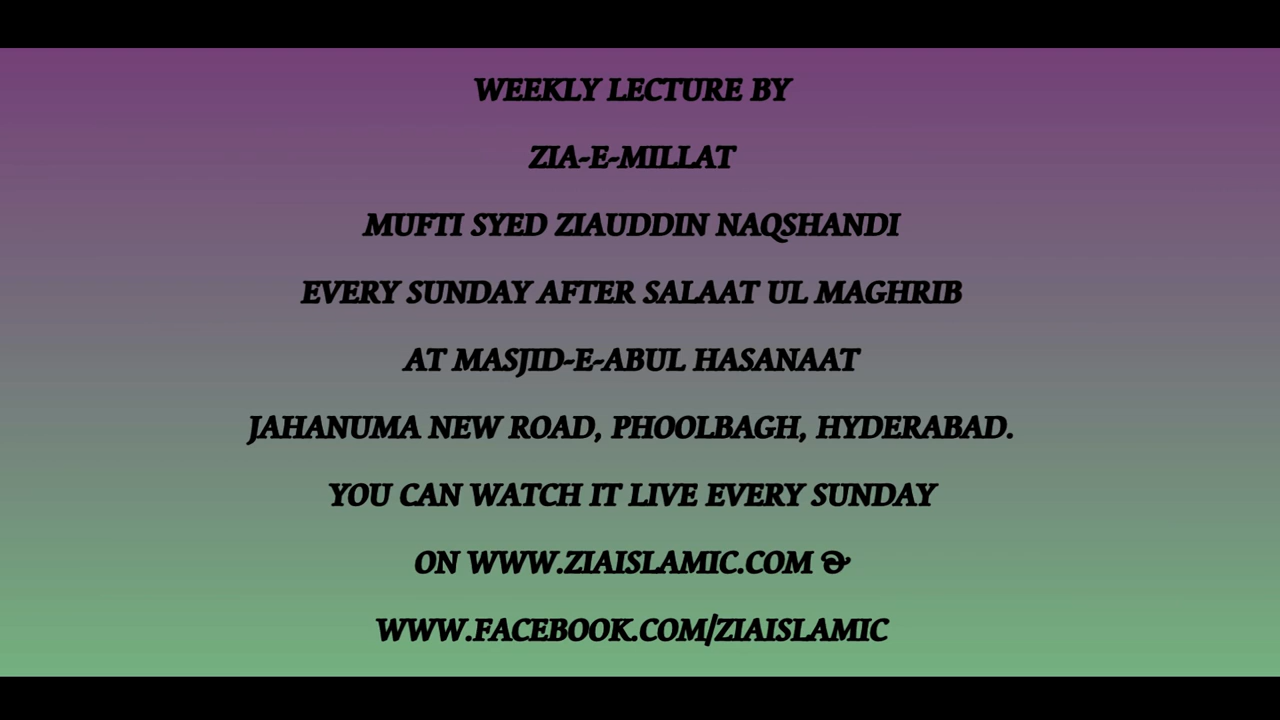 WEEKLY LECTURE BY
ZIA-E-MILLAT
MUFTI SYED ZIAUDDIN NAQSHANDI
EVERY SUNDAY AFTER SALAAT UL MAGHRIB
AT MASJID-E-ABUL HASANAAT
JAHANUMA NEW ROAD, PHOOLBAGH, HYDERABAD.
YOU CAN WATCH IT LIVE EVERY SUNDAY
ON WWW.ZIAISLAMIC.COM &
WWW.FACEBOOK.COM/ZIAISLAMIC